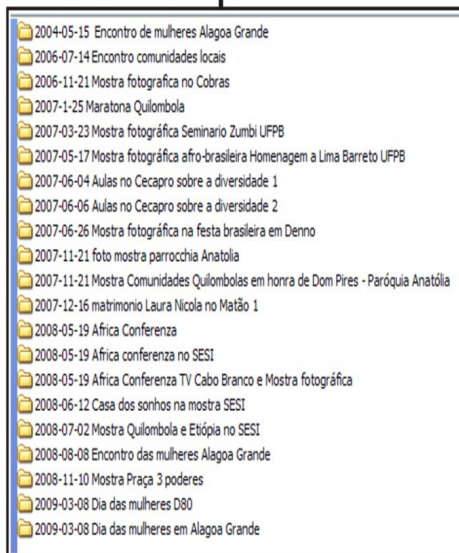 2004-05-15 Encontro de mulheres Alagoa Grande
2006-07-14 Encontro comunidades locais
2006-11-21 Mostra fotografica no Cobras
2007-1-25 Maratona Quilombola
2007-03-23 Mostra fotográfica Seminario Zumbi UFPB
2007-05-17 Mostra fotográfica afro-brasileira Homenagem a Lima Barreto UFPB
2007-06-04 Aulas no Cecapro sobre a diversidade 1
2007-06-06 Aulas no Cecapro sobre a diversidade 2
2007-06-26 Mostra fotográfica na festa brasileira em Denno
2007-11-21 foto mostra parrocchia Anatolia
2007-11-21 Mostra Comunidades Quilombolas em honra de Dom Pires - Paróquia Anatólia
2007-12-16 matrimonio Laura Nicola no Matão 1
2008-05-19 Africa Conferenza
2008-05-19 Africa conferenza no SESI
2008-05-19 Africa Conferenza TV Cabo Branco e Mostra fotográfica
2008-06-12 Casa dos sonhos na mostra SESI
2008-07-02 Mostra Quilombola e Etiópia no SESI
2008-08-08 Encontro das mulheres Alagoa Grande
2008-11-10 Mostra Praça 3 poderes
2009-03-08 Dia das mulheres D80
2009-03-08 Dia das mulheres em Alagoa Grande